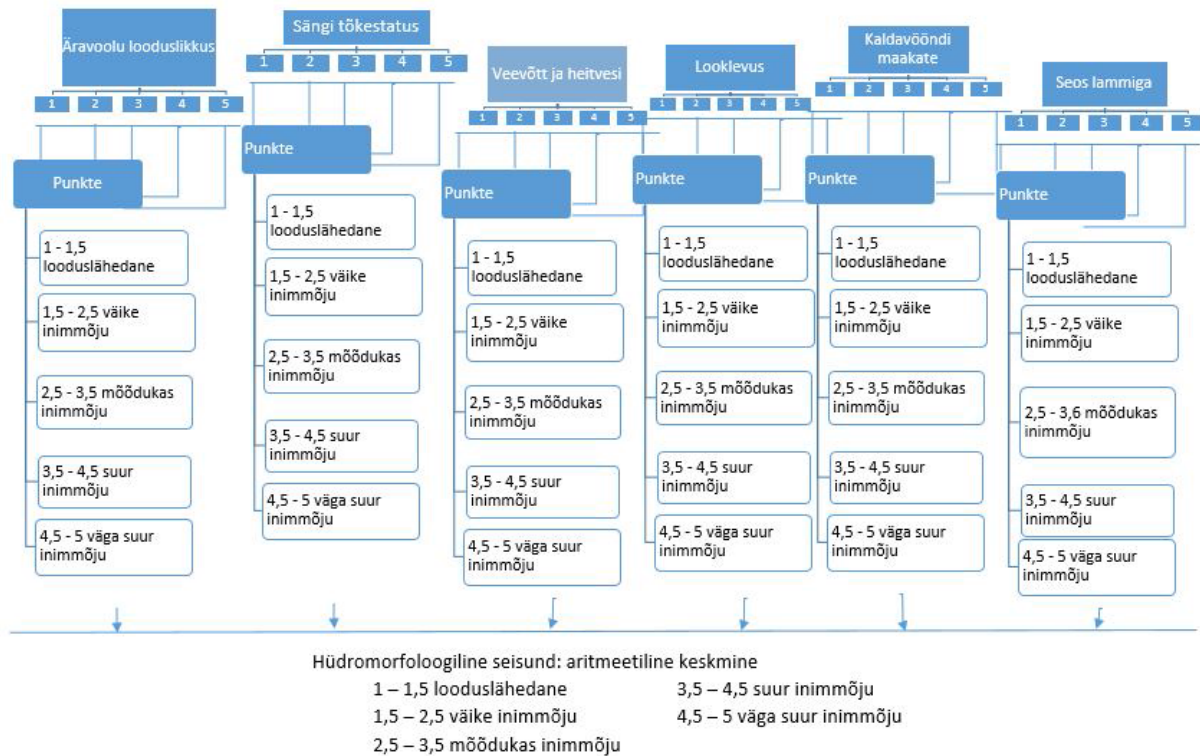 Äravoolu looduslikkus
1 2 3 4 5
Punkte
1 - 1,5
looduslähedane
1,5 - 2,5 väike
inimmõju
2,5 - 3,5 mõõdukas
inimmõju
3,5 - 4,5 suur
inimmõju
4,5 - 5 väga suur
inimmõju
Sängi tõkestatus
1 2 3 4 5
Punkte
1 - 1,5
looduslähedane
1,5 - 2,5 väike
inimmõju
2,5 - 3,5 mõõdukas
inimmõju
3,5 - 4,5 suur
inimmõju
4,5 - 5 väga suur
inimmõju
Veevõtt ja heitvesi
1 2 3 4 5
Punkte
1 - 1,5
looduslähedane
1,5 - 2,5 väike
inimmõju
2,5 - 3,5 mõõdukas
inimmõju
3,5 - 4,5 suur
inimmõju
4,5 - 5 väga suur
inimmõju
Looklevus
1 2 3 4 5
Punkte
1 - 1,5
looduslähedane
1,5 - 2,5 väike
inimmõju
2,5 - 3,5 mõõdukas
inimmõju
3,5 - 4,5 suur
inimmõju
4,5 - 5 väga suur
inimmõju
Kaldavööndi
maakate
1 2 3 4 5
Punkte
1 - 1,5
looduslähedane
1,5 - 2,5 väike
inimmõju
2,5 - 3,5 mõõdukas
inimmõju
3,5 - 4,5 suur
inimmõju
4,5 - 5 väga suur
inimmõju
Seos lammiga
1 2 3 4 5
Punkte
1 - 1,5
looduslähedane
1,5 - 2,5 väike
inimmõju
2,5 - 3,6 mõõdukas
inimmõju
3,5 - 4,5 suur
inimmõju
4,5 - 5 väga suur
inimmõju
Hüdromorfoloogiline seisund: aritmeetiline keskmine
1 – 1,5 looduslähedane
1,5 – 2,5 väike inimmõju
2,5 – 3,5 mõõdukas inimmõju
3,5 – 4,5 suur inimmõju
4,5 – 5 väga suur inimmõju